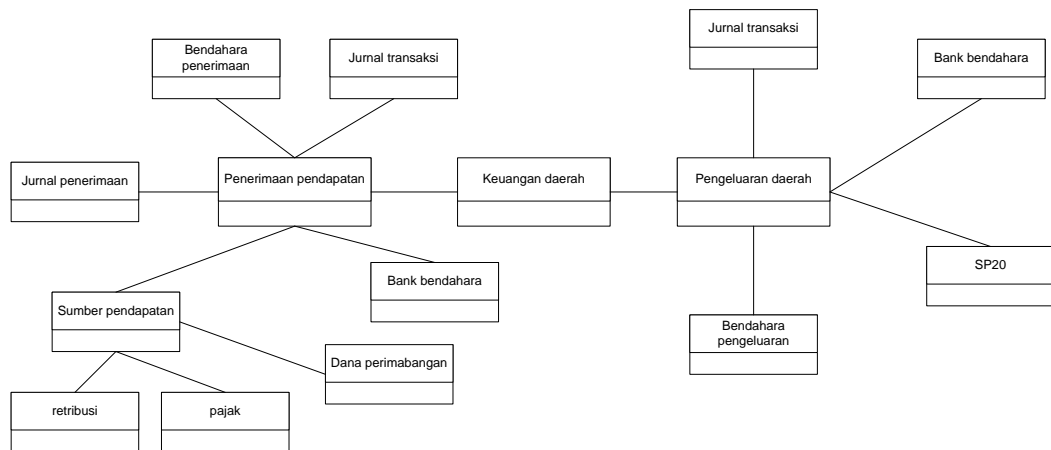 Jurnal transaksi
Bendahara
penerimaan
Jurnal transaksi
Bank bendahara
Jurnal penerimaan
Penerimaan pendapatan
Keuangan daerah
Pengeluaran daerah
Bank bendahara
SP20
Sumber pendapatan
Bendahara
pengeluaran
Dana perimabangan
retribusi
pajak